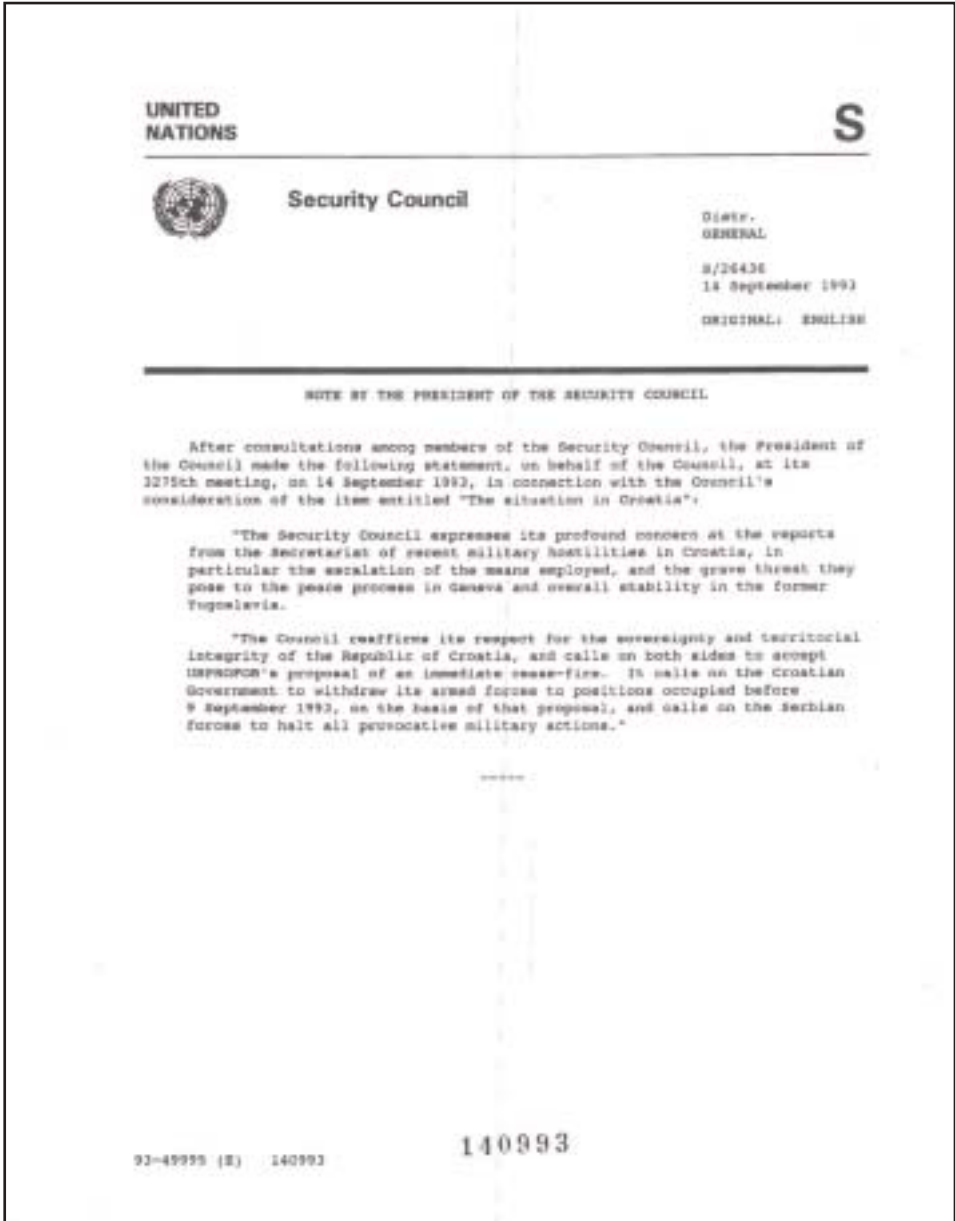 UNITED
NATIONS
S
Security Council
Distr.
GENERAL
S/26436
14 September 1993
ORIGINAL: ENGLISH
NOTE BY THE PRESIDENT OF THE SECURITY COUNCIL
After consultations among members of the Security Council, the President of
the Council made the following statement, on behalf of the Council, at its
3275th meeting, on 14 September 1993, in connection with the Council's
consideration of the item entitled "The situation in Croatia":
"The Security Council expresses its profound concern at the reports
from the Secretariat of recent military hostilities in Croatia, in
particular the escalation of the means employed, and the grave threat they
pose to the peace process in Geneva and overall stability in the former
Yugoslavia.
"The Council reaffirms its respect for the sovereignty and territorial
integrity of the Republic of Croatia, and calls on both sides to accept
UNPROFOR's proposal of an immediate cease-fire. It calls on the Croatian
Government to withdraw its armed forces to positions occupied before
9 September 1993, on the basis of that proposal, and calls on the Serbian
forces to halt all provocative military actions."
-----
93-49995 (E) 140993
140993